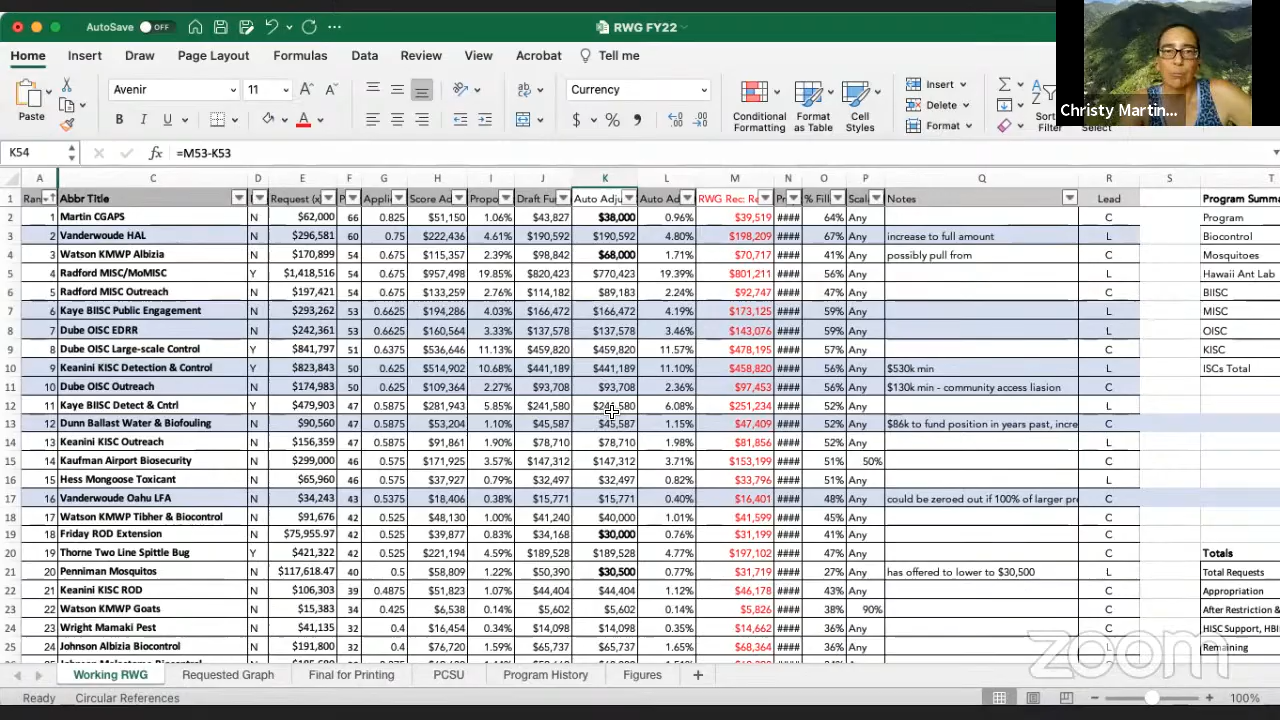 AutoSave OFF ... RWG FY22
Christy Martin...
Home Insert Draw Page Layout Formulas Data Review View Acrobat Tell me
Paste Avenir 11 Currency Conditional Formatting Format as Table Cell Styles Insert Delete Format Sort Filter Select
B I U A $ %
K54 fx =M53-K53
A C D E F G H I J K L M N O P Q R S T
1 Ran Abbr Title Request (x Appli Score Ad Propo Draft Fu Auto Adju Auto Ad RWG Rec: Re Pr % Fill Scal Notes Lead Program Summa
2 1 Martin CGAPS N $62,000 66 0.825 $51,150 1.06% $43,827 $38,000 0.96% $39,519 #### 64% Any C Program
3 2 Vanderwoude HAL N $296,581 60 0.75 $222,436 4.61% $190,592 $190,592 4.80% $198,209 #### 67% Any increase to full amount L Biocontrol
4 3 Watson KMWP Albizia N $170,899 54 0.675 $115,357 2.39% $98,842 $68,000 1.71% $70,717 #### 41% Any possibly pull from C Mosquitoes
5 4 Radford MISC/MoMISC Y $1,418,516 54 0.675 $957,498 19.85% $820,423 $770,423 19.39% $801,211 #### 56% Any L Hawaii Ant Lab
6 5 Radford MISC Outreach N $197,421 54 0.675 $133,259 2.76% $114,182 $89,183 2.24% $92,747 #### 47% Any C BIISC
7 6 Kaye BIISC Public Engagement N $293,262 53 0.6625 $194,286 4.03% $166,472 $166,472 4.19% $173,125 #### 59% Any L MISC
8 7 Dube OISC EDRR N $242,361 53 0.6625 $160,564 3.33% $137,578 $137,578 3.46% $143,076 #### 59% Any L OISC
9 8 Dube OISC Large-scale Control Y $841,797 51 0.6375 $536,646 11.13% $459,820 $459,820 11.57% $478,195 #### 57% Any C KISC
10 9 Keanini KISC Detection & Control Y $823,843 50 0.625 $514,902 10.68% $441,189 $441,189 11.10% $458,820 #### 56% Any $530k min L ISCs Total
11 10 Dube OISC Outreach N $174,983 50 0.625 $109,364 2.27% $93,708 $93,708 2.36% $97,453 #### 56% Any $130k min - community access liasion C
12 11 Kaye BIISC Detect & Cntrl Y $479,903 47 0.5875 $281,943 5.85% $241,580 $241,580 6.08% $251,234 #### 52% Any L
13 12 Dunn Ballast Water & Biofouling N $90,560 47 0.5875 $53,204 1.10% $45,587 $45,587 1.15% $47,409 #### 52% Any $86k to fund position in years past, incre C
14 13 Keanini KISC Outreach N $156,359 47 0.5875 $91,861 1.90% $78,710 $78,710 1.98% $81,856 #### 52% Any L
15 14 Kaufman Airport Biosecurity N $299,000 46 0.575 $171,925 3.57% $147,312 $147,312 3.71% $153,199 #### 51% 50% C
16 15 Hess Mongoose Toxicant N $65,960 46 0.575 $37,927 0.79% $32,497 $32,497 0.82% $33,796 #### 51% Any L
17 16 Vanderwoude Oahu LFA N $34,243 43 0.5375 $18,406 0.38% $15,771 $15,771 0.40% $16,401 #### 48% Any could be zeroed out if 100% of larger pr C
18 17 Watson KMWP Tibher & Biocontrol N $91,676 42 0.525 $48,130 1.00% $41,240 $40,000 1.01% $41,599 #### 45% Any C
19 18 Friday ROD Extension N $75,955.97 42 0.525 $39,877 0.83% $34,168 $30,000 0.76% $31,199 #### 41% Any C
20 19 Thorne Two Line Spittle Bug Y $421,322 42 0.525 $221,194 4.59% $189,528 $189,528 4.77% $197,102 #### 47% Any C Totals
21 20 Penniman Mosquitos N $117,618.47 40 0.5 $58,809 1.22% $50,390 $30,500 0.77% $31,719 #### 27% Any has offered to lower to $30,500 L Total Requests
22 21 Keanini KISC ROD N $106,303 39 0.4875 $51,823 1.07% $44,404 $44,404 1.12% $46,178 #### 43% Any C Appropriation
23 22 Watson KMWP Goats N $15,383 34 0.425 $6,538 0.14% $5,602 $5,602 0.14% $5,826 #### 38% 90% C After Restriction &
24 23 Wright Mamaki Pest N $41,135 32 0.4 $16,454 0.34% $14,098 $14,098 0.35% $14,662 #### 36% Any C HISC Support, HBI
25 24 Johnson Albizia Biocontrol N $191,800 32 0.4 $76,720 1.59% $65,737 $65,737 1.65% $68,364 #### 36% Any Remaining
zoom
Working RWG Requested Graph Final for Printing PCSU Program History Figures +
Ready Circular References 100%